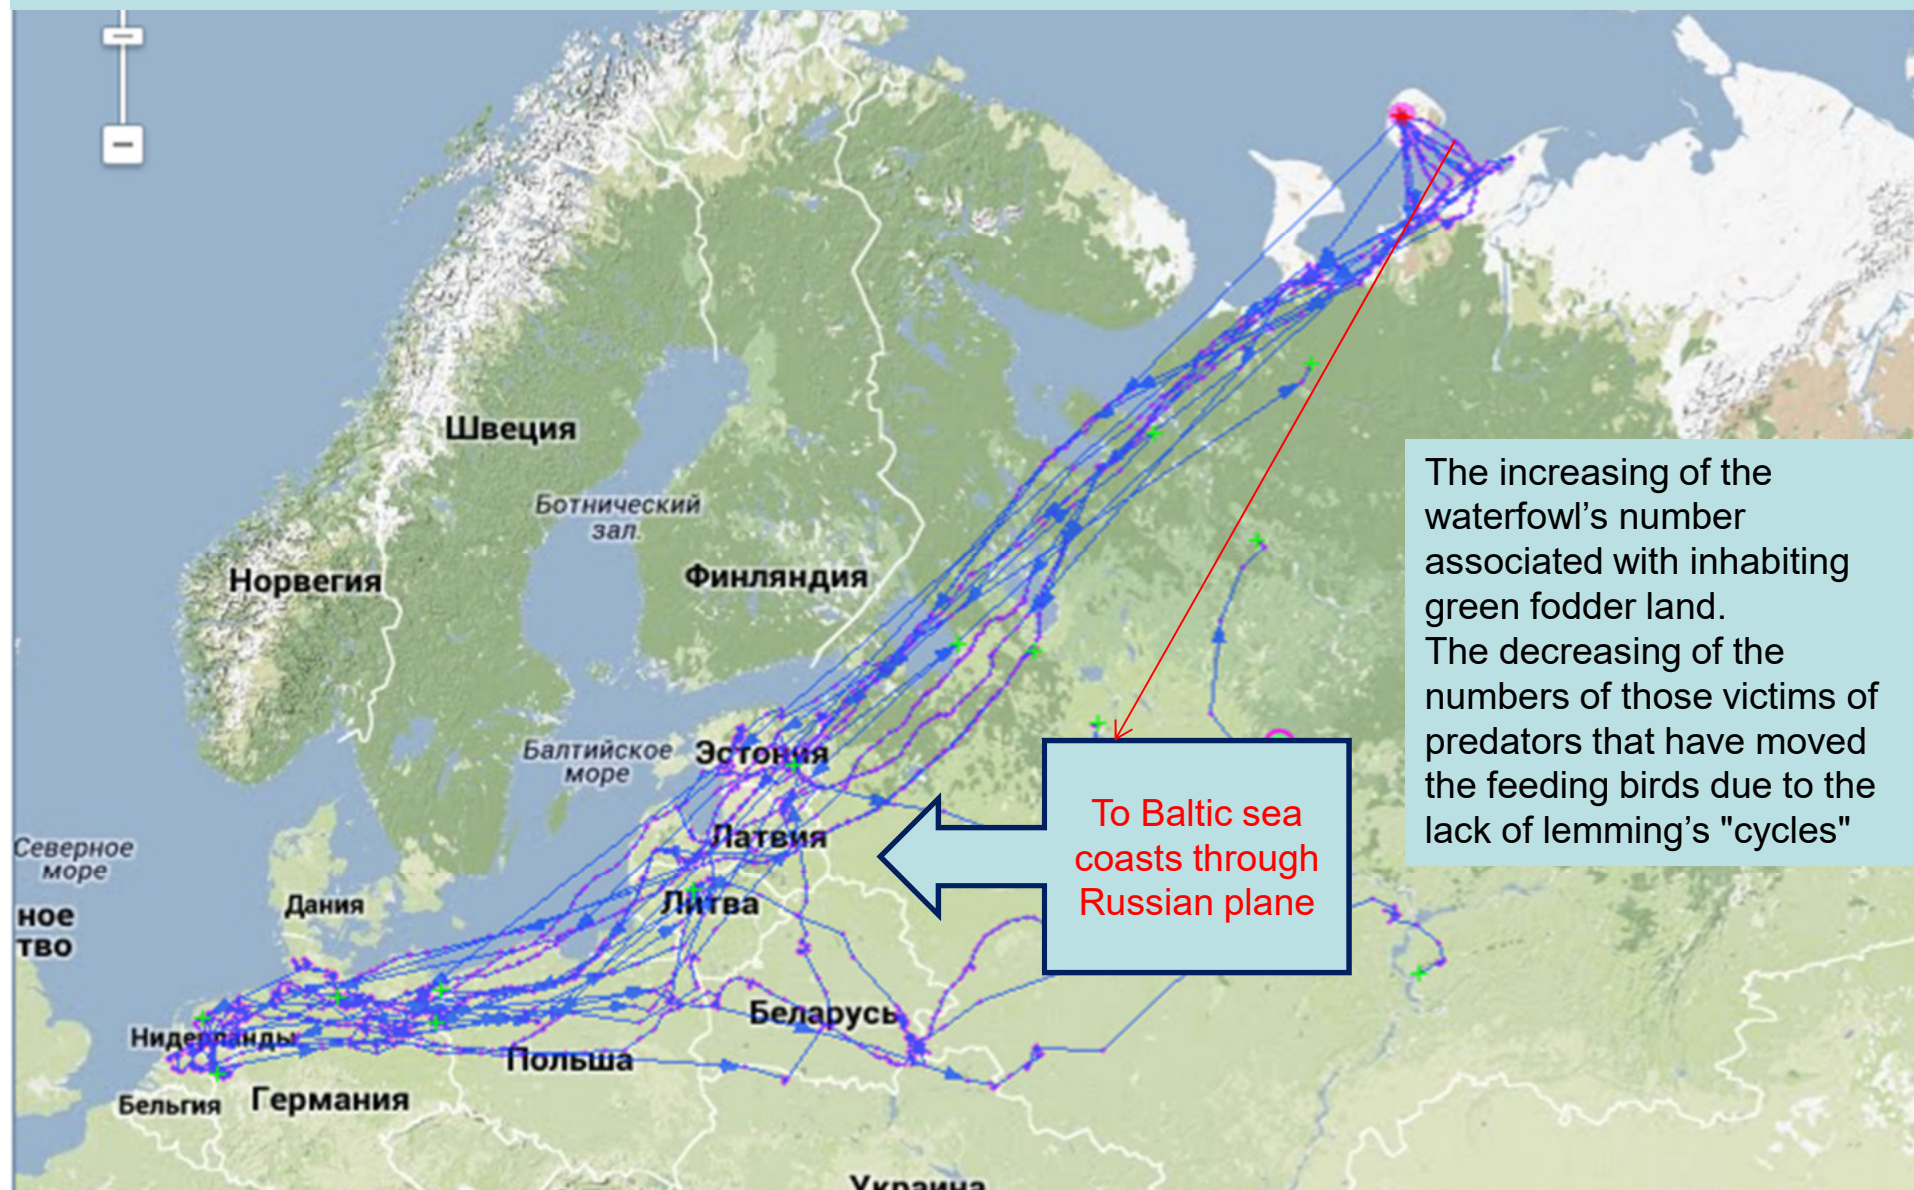 Швеция
Ботнический
зал.
Норвегия
Финляндия
The increasing of the
waterfowl’s number
associated with inhabiting
green fodder land.
The decreasing of the
numbers of those victims of
predators that have moved
the feeding birds due to the
lack of lemming’s "cycles"
Балтийское
море
Эстония
To Baltic sea
coasts through
Russian plane
Латвия
Северное
море
Литва
Дания
ное
тво
Беларусь
Нидерланды
Польша
Бельгия
Германия
Украина